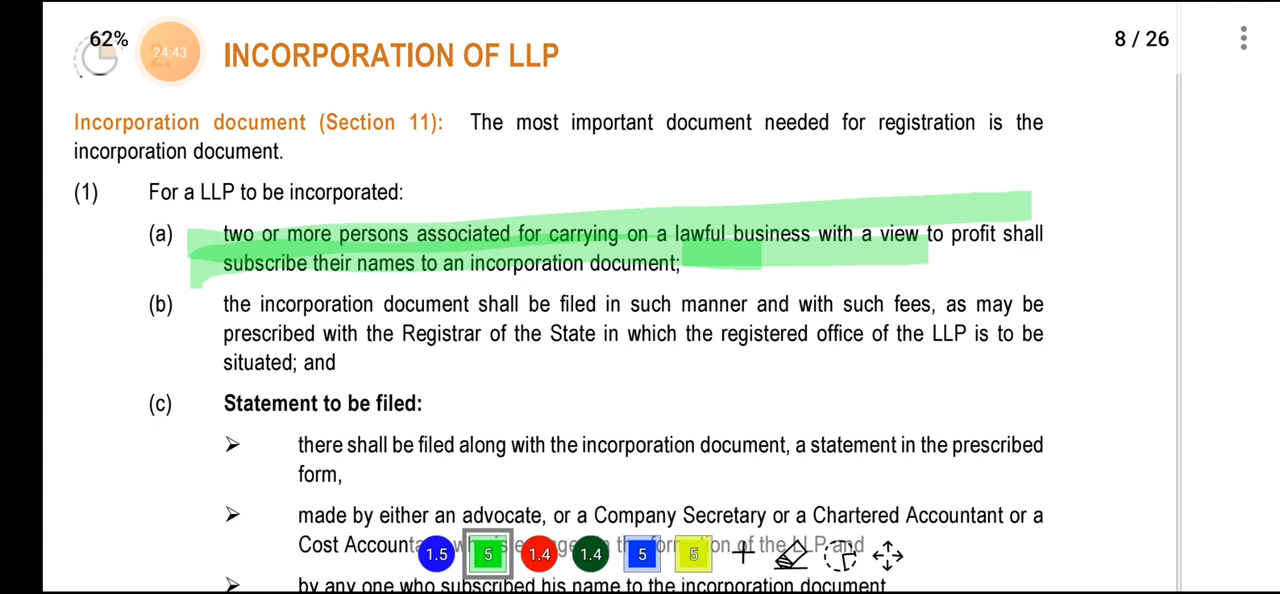 62%
24:43
8 / 26
2. INCORPORATION OF LLP
Incorporation document (Section 11): The most important document needed for registration is the
incorporation document.
(1) For a LLP to be incorporated:
(a) two or more persons associated for carrying on a lawful business with a view to profit shall
subscribe their names to an incorporation document;
(b) the incorporation document shall be filed in such manner and with such fees, as may be
prescribed with the Registrar of the State in which the registered office of the LLP is to be
situated; and
(c) Statement to be filed:
➢ there shall be filed along with the incorporation document, a statement in the prescribed
form,
➢ made by either an advocate, or a Company Secretary or a Chartered Accountant or a
Cost of the LLP and
1.5 5 1.4 1.4 5 5
➢ by any one who subscribed his name to the incorporation document